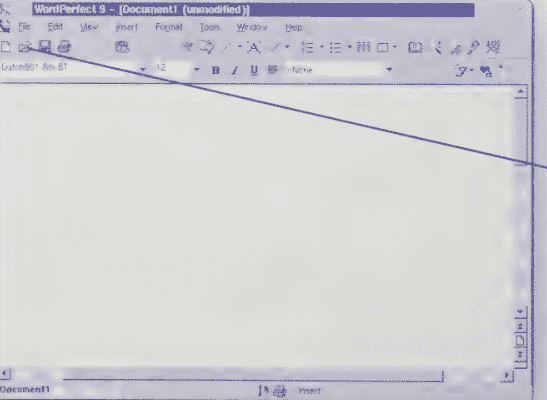 WordPerfect 9 - [Document1 (unmodified)]
File Edit View Insert Format Tools Window Help
12 B I U <None>
Document1 Insert